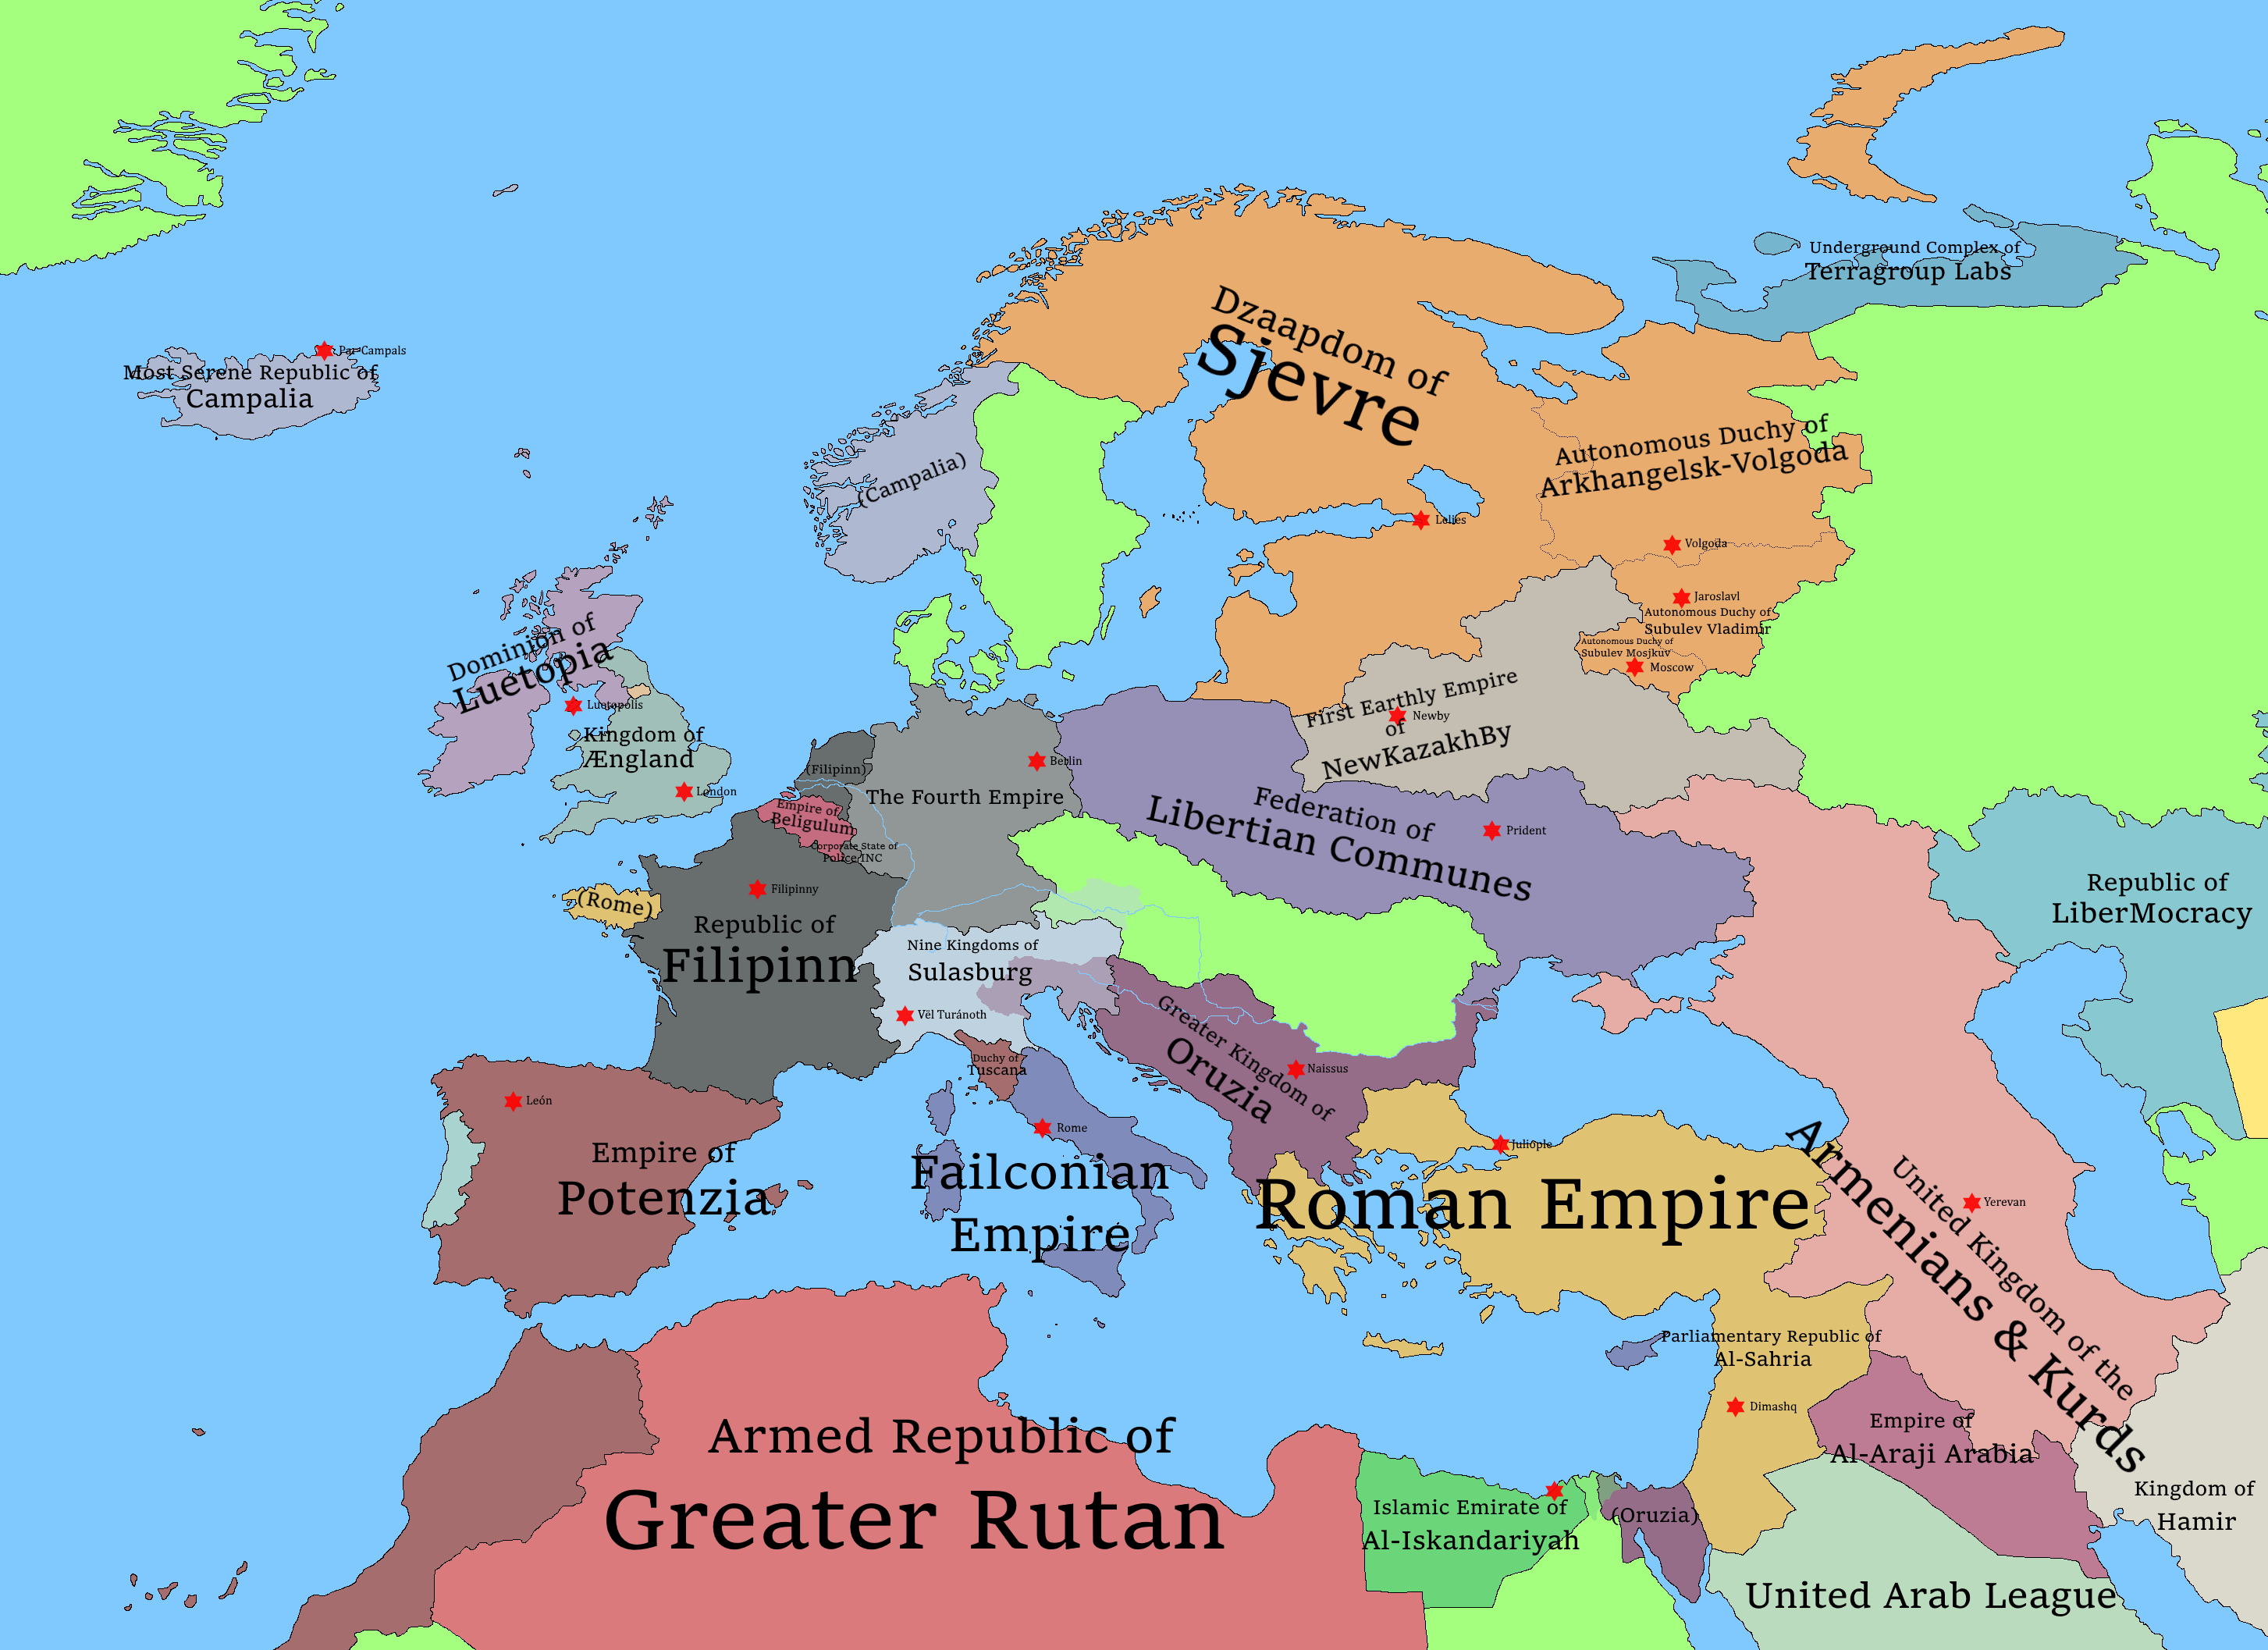 Underground Complex of
Terragroup Labs
Dzaapdom of
Sjevre
Par Campals
Most Serene Republic of
Campalia
(Campalia)
Autonomous Duchy of
Arkhangelsk-Volgoda
Lelies
Volgoda
Jaroslavl
Autonomous Duchy of
Subulev Vladimir
Autonomous Duchy of
Subulev Mosjkuv
Moscow
Dominion of
Luetopia
Luetopolis
Kingdom of
Ængland
London
First Earthly Empire
of
NewKazakhBy
Newby
(Filipinn)
Berlin
The Fourth Empire
Empire of
Beligulum
Corporate State of
Police INC
Federation of
Libertian Communes
Prident
Filipinny
(Rome)
Republic of
Filipinn
Republic of
LiberMocracy
Nine Kingdoms of
Sulasburg
Vēl Turánoth
Greater Kingdom of
Oruzia
Naissus
Duchy of
Tuscana
León
Rome
Empire of
Potenzia
Failconian
Empire
Juliople
Roman Empire
United Kingdom of the
Armenians & Kurds
Yerevan
Parliamentary Republic of
Al-Sahria
Dimashq
Armed Republic of
Greater Rutan
Empire of
Al-Araji Arabia
Islamic Emirate of
Al-Iskandariyah
(Oruzia)
Kingdom of
Hamir
United Arab League